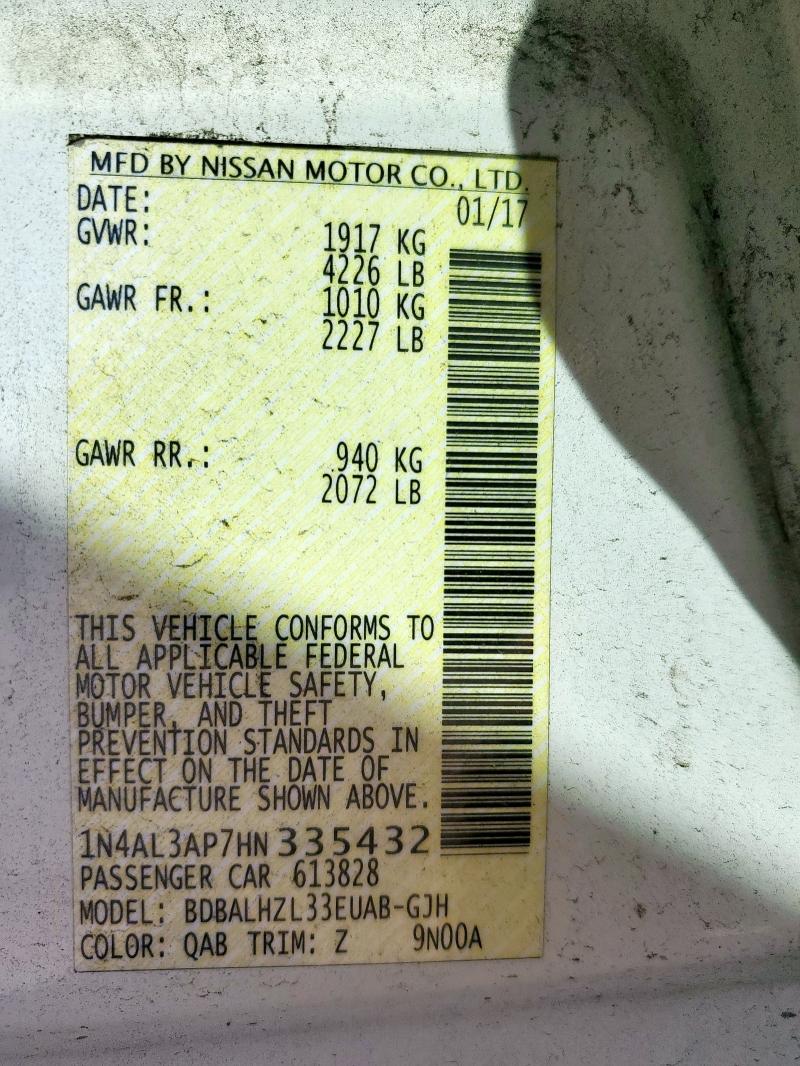 MFD BY NISSAN MOTOR CO., LTD.
DATE: 01/17
GVWR: 1917 KG
4226 LB
GAWR FR.: 1010 KG
2227 LB
GAWR RR.: 940 KG
2072 LB
THIS VEHICLE CONFORMS TO
ALL APPLICABLE FEDERAL
MOTOR VEHICLE SAFETY,
BUMPER, AND THEFT
PREVENTION STANDARDS IN
EFFECT ON THE DATE OF
MANUFACTURE SHOWN ABOVE.
1N4AL3AP7HN 335432
PASSENGER CAR 613828
MODEL: BDBALHZL33EUAB-GJH
COLOR: QAB TRIM: Z 9N00A